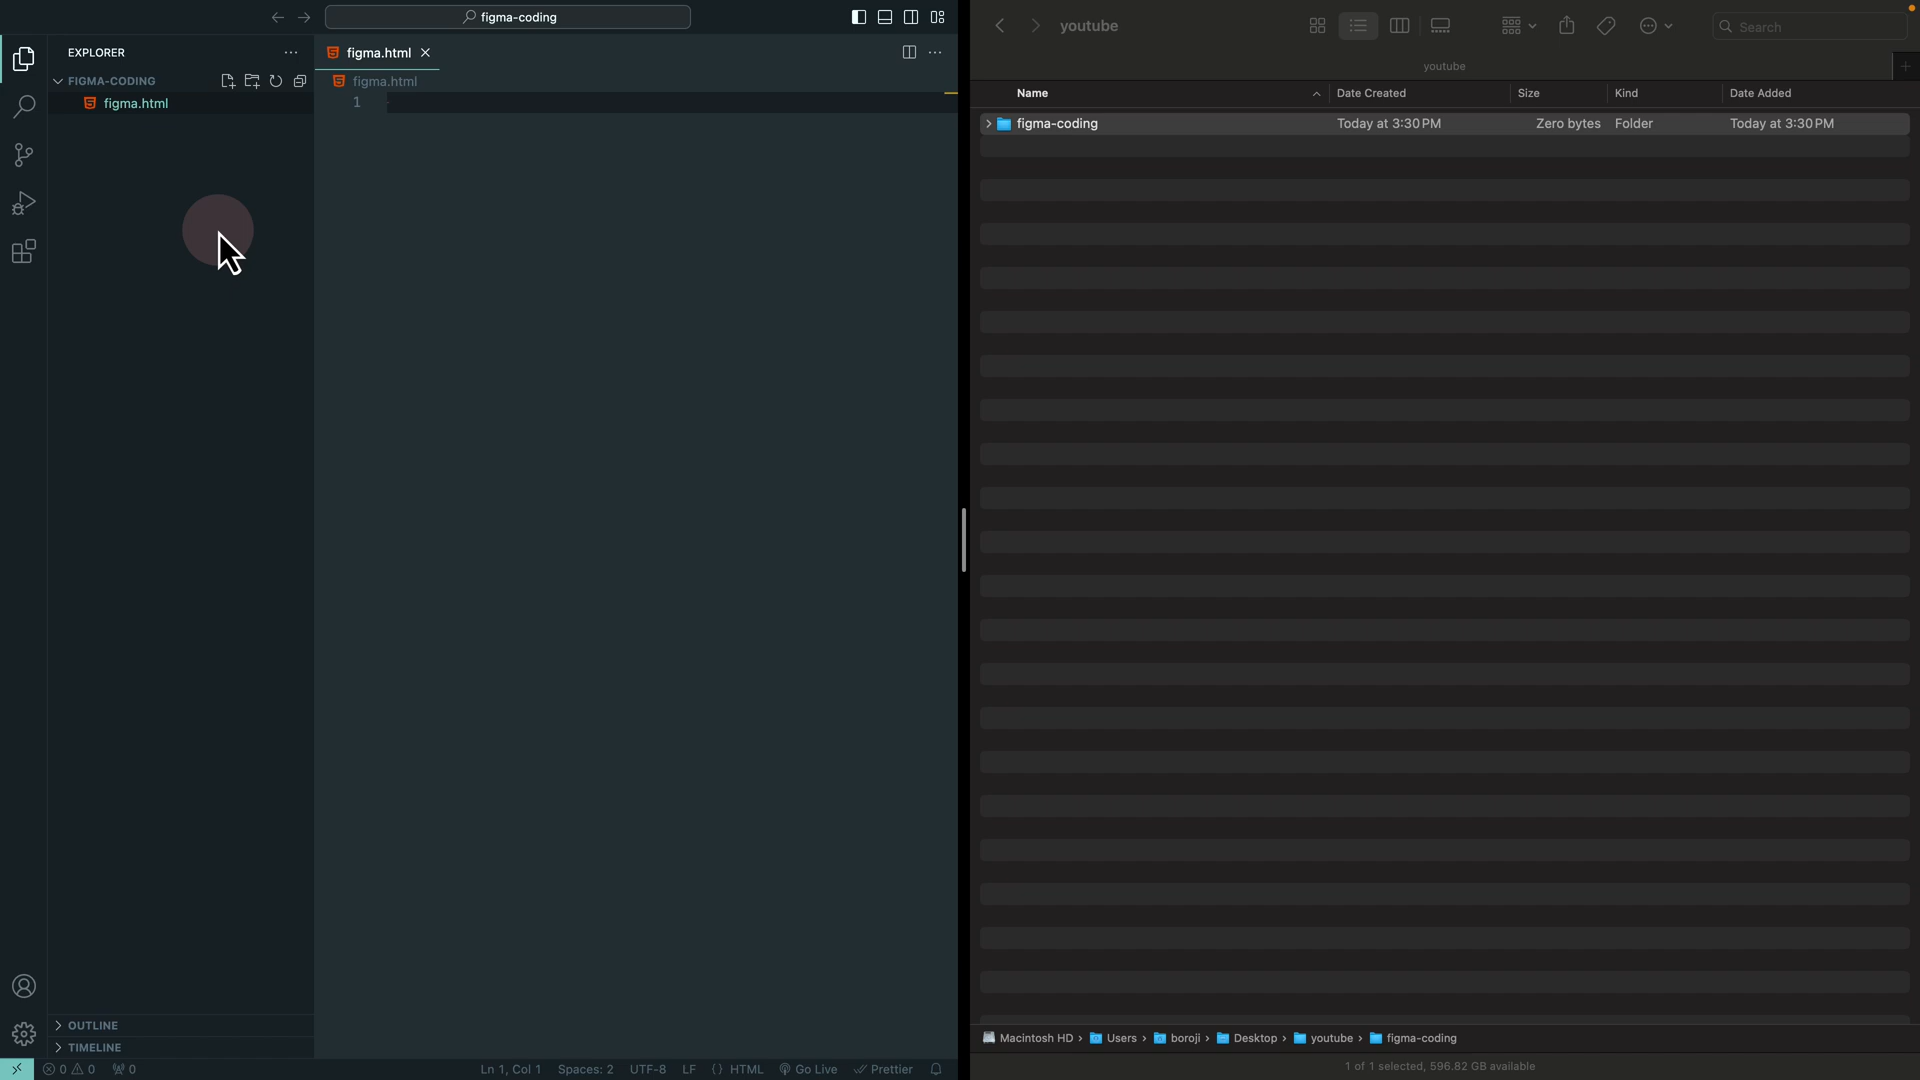 figma-coding
EXPLORER
FIGMA-CODING
figma.html
OUTLINE
TIMELINE
figma.html
figma.html
1
0 0 0
Ln 1, Col 1 Spaces: 2 UTF-8 LF {} HTML Go Live Prettier
youtube
Search
youtube
Name Date Created Size Kind Date Added
figma-coding Today at 3:30 PM Zero bytes Folder Today at 3:30 PM
Macintosh HD › Users › boroji › Desktop › youtube › figma-coding
1 of 1 selected, 596.82 GB available